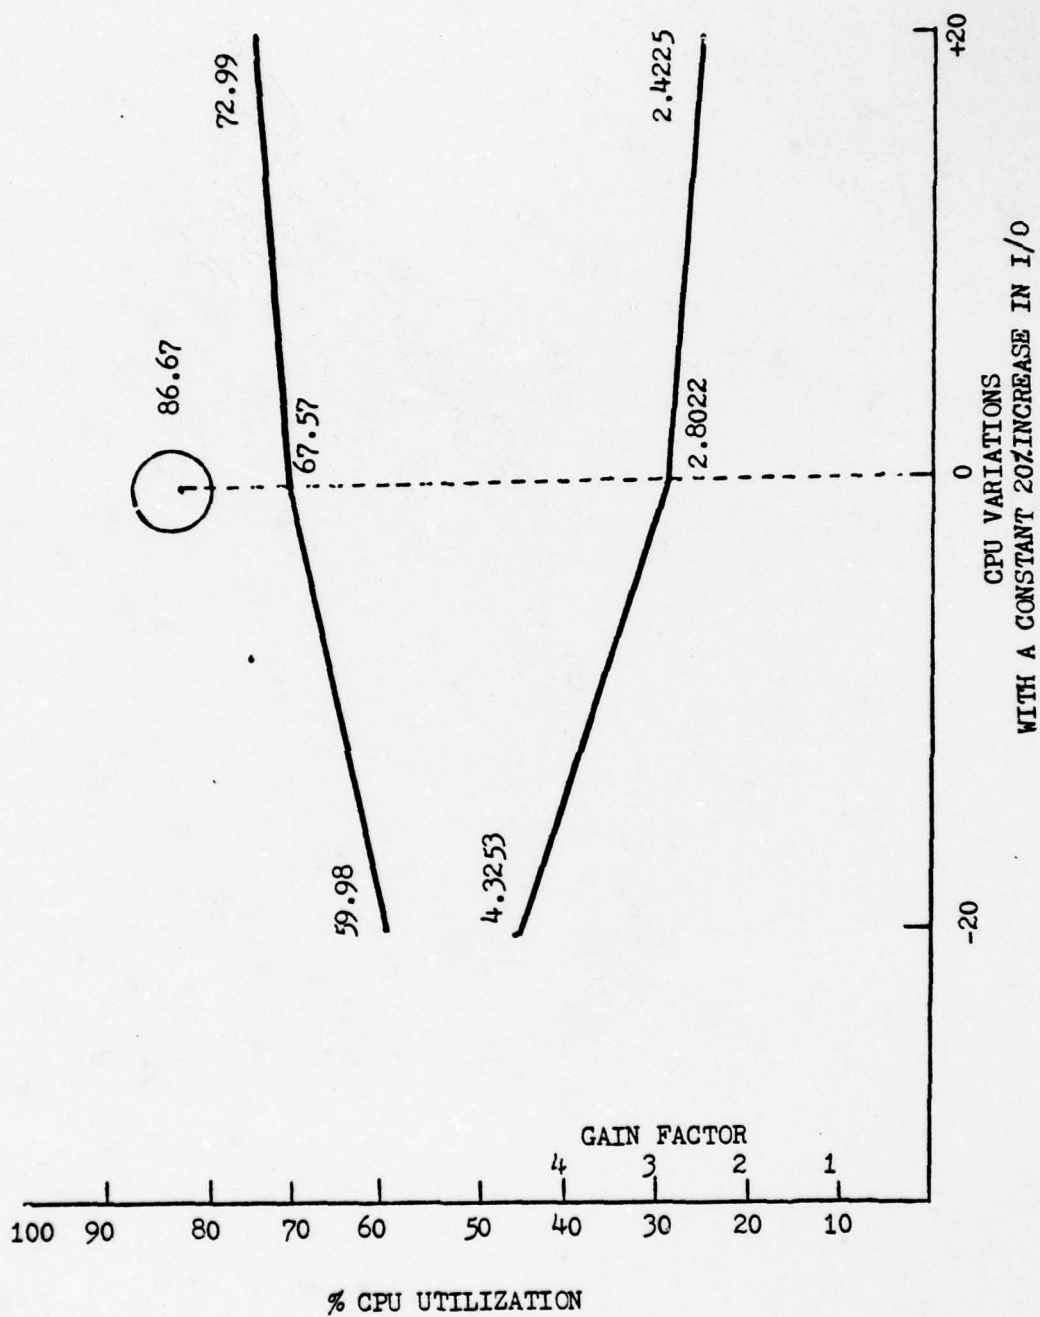 72.99
2.4225
+20
86.67
67.57
2.8022
0
59.98
4.3253
-20
CPU VARIATIONS
WITH A CONSTANT 20% INCREASE IN I/O
GAIN FACTOR
4 3 2 1
100 90 80 70 60 50 40 30 20 10
% CPU UTILIZATION